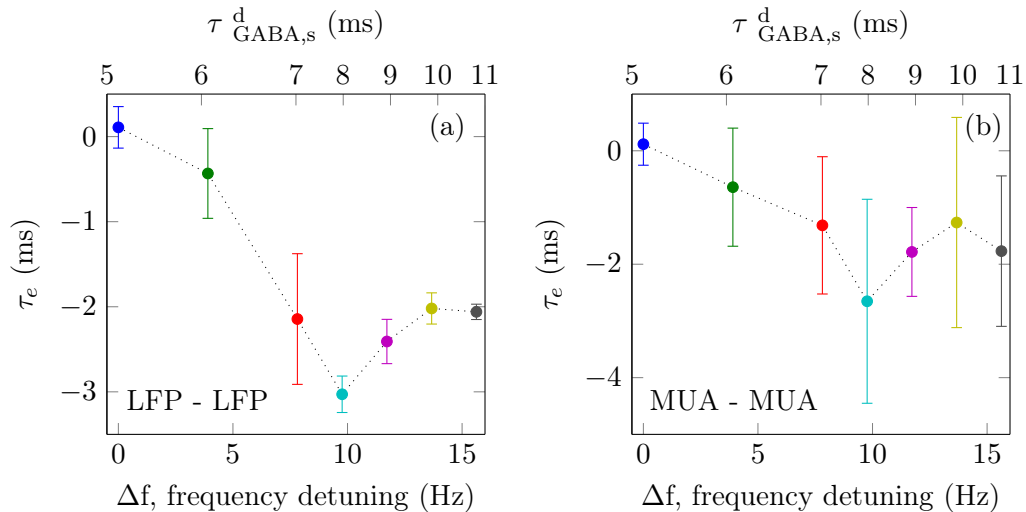 τ d GABA,s (ms)
5 6 7 8 9 10 11
(a)
0
−1
−2
−3
τe (ms)
LFP - LFP
0 5 10 15
Δf, frequency detuning (Hz)
τ d GABA,s (ms)
5 6 7 8 9 10 11
(b)
0
−2
−4
τe (ms)
MUA - MUA
0 5 10 15
Δf, frequency detuning (Hz)